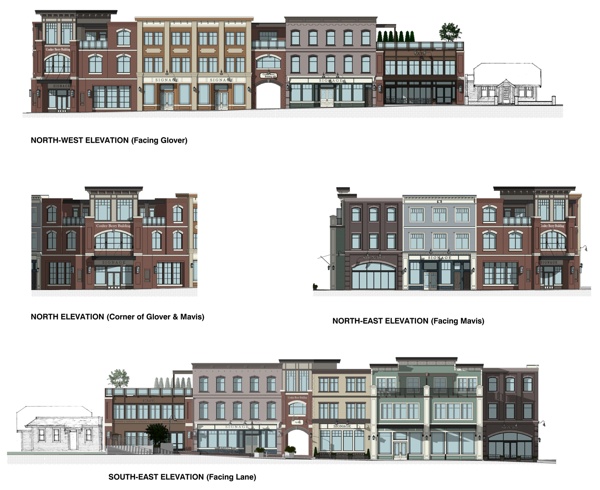 SIGNAGE
SIGNAGE
SIGNAGE
NORTH-WEST ELEVATION (Facing Glover)
SIGNAGE
NORTH ELEVATION (Corner of Glover & Mavis)
NORTH-EAST ELEVATION (Facing Mavis)
SIGNAGE
SOUTH-EAST ELEVATION (Facing Lane)